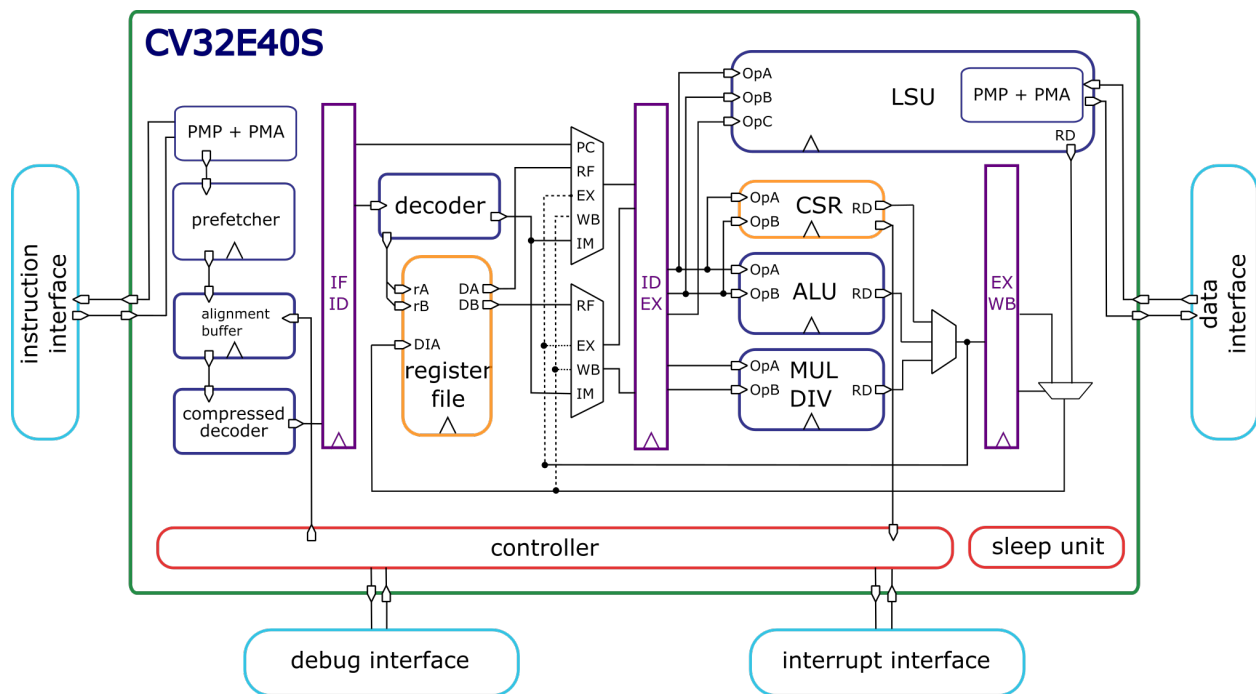 CV32E40S
instruction
interface
PMP + PMA
prefetcher
alignment
buffer
compressed
decoder
IF
ID
decoder
rA
rB
DA
DB
DIA
register
file
PC
RF
EX
WB
IM
RF
EX
WB
IM
ID
EX
OpA
OpB
OpC
LSU
PMP + PMA
RD
OpA
OpB
CSR
RD
OpA
OpB
ALU
RD
OpA
OpB
MUL
DIV
RD
EX
WB
data
interface
controller
sleep unit
debug interface
interrupt interface